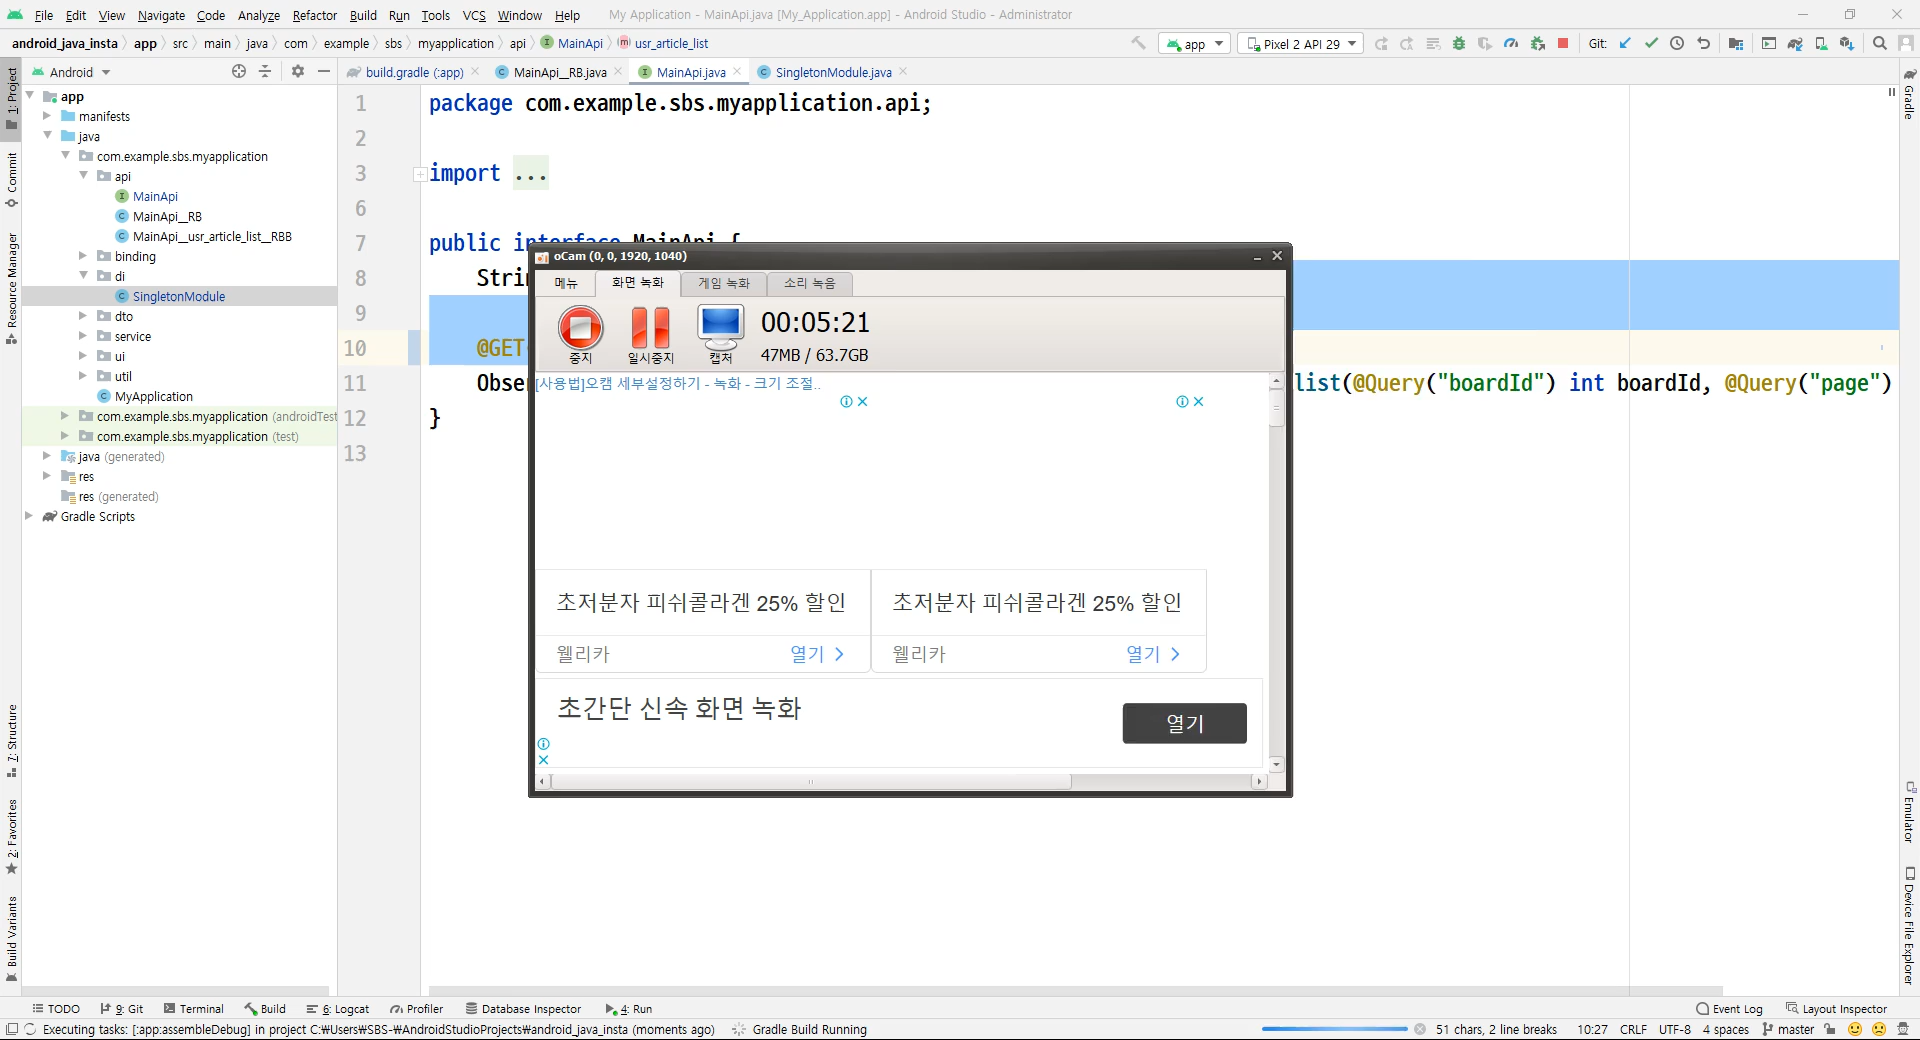 File Edit View Navigate Code Analyze Refactor Build Run Tools VCS Window Help My Application - MainApi.java [My_Application.app] - Android Studio - Administrator
android_java_insta app src main java com example sbs myapplication api MainApi usr_article_list app Pixel 2 API 29 Git:
Android build.gradle (:app) MainApi__RB.java MainApi.java SingletonModule.java
1: Project
Commit
Resource Manager
7: Structure
2: Favorites
Build Variants
app
manifests
java
com.example.sbs.myapplication
api
MainApi
MainApi__RB
MainApi__usr_article_list__RBB
binding
di
SingletonModule
dto
service
ui
util
MyApplication
com.example.sbs.myapplication (androidTest
com.example.sbs.myapplication (test)
java (generated)
res
res (generated)
Gradle Scripts
1 package com.example.sbs.myapplication.api;
2
3 import ...
6
7 public interface MainApi {
8 Strin
9
10 @GET
11 Obse list(@Query("boardId") int boardId, @Query("page")
12 }
13
oCam (0, 0, 1920, 1040)
메뉴 화면 녹화 게임 녹화 소리 녹음
중지 일시중지 캡처 00:05:21
47MB / 63.7GB
[사용법]오캠 세부설정하기 - 녹화 - 크기 조절..
초저분자 피쉬콜라겐 25% 할인 초저분자 피쉬콜라겐 25% 할인
웰리카 열기 웰리카 열기
초간단 신속 화면 녹화
열기
Gradle
Emulator
Device File Explorer
TODO 9: Git Terminal Build 6: Logcat Profiler Database Inspector 4: Run Event Log Layout Inspector
Executing tasks: [:app:assembleDebug] in project C:₩Users₩SBS-₩AndroidStudioProjects₩android_java_insta (moments ago) Gradle Build Running 51 chars, 2 line breaks 10:27 CRLF UTF-8 4 spaces master